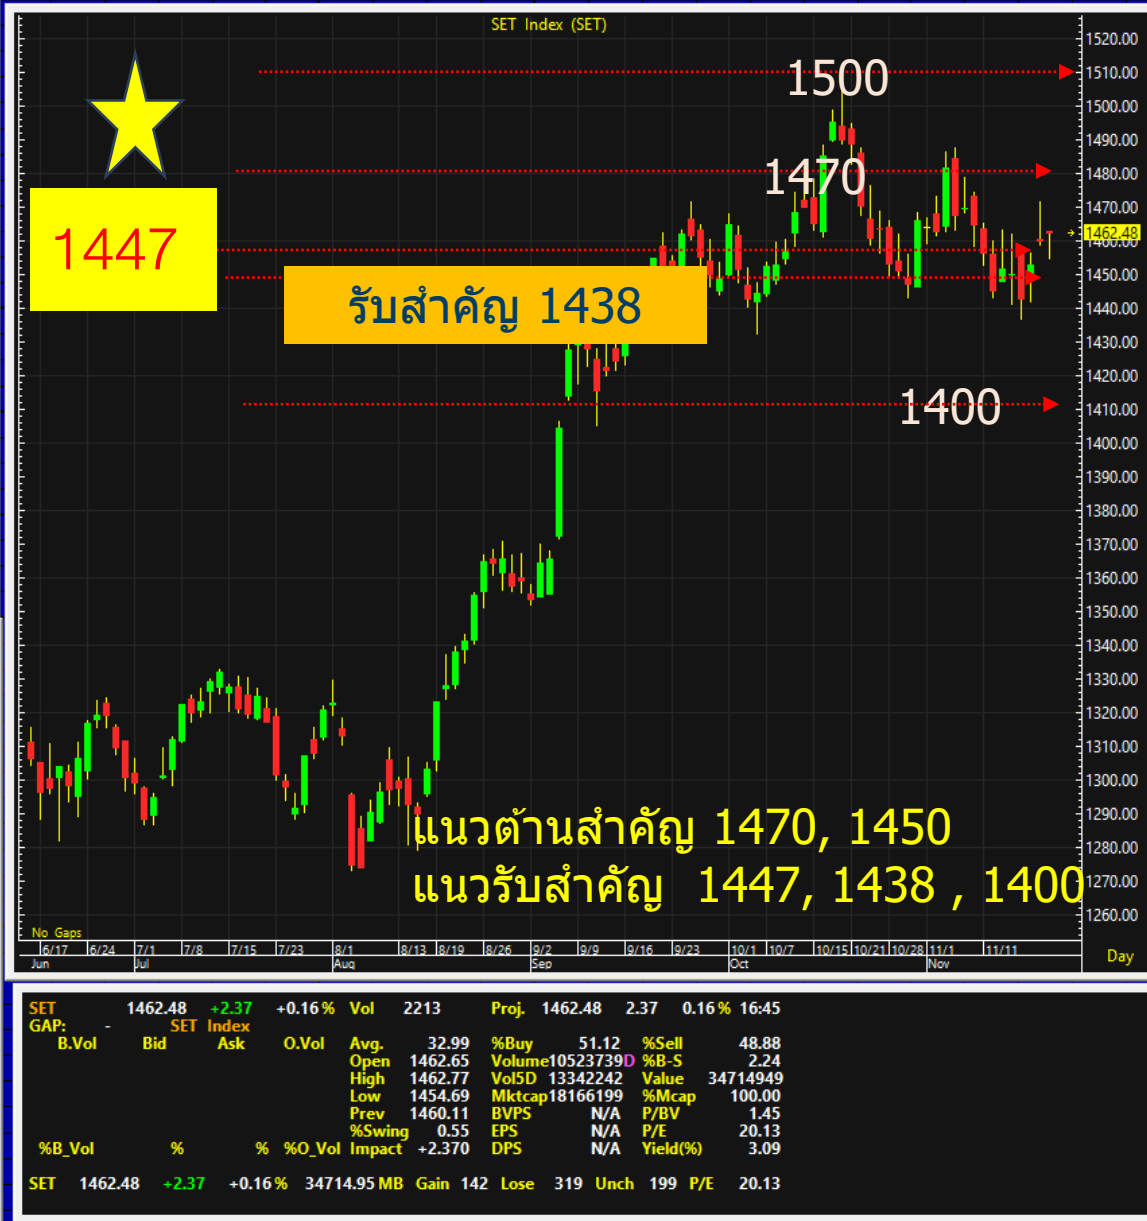 SET Index (SET)
1520.00
1510.00
1500
1500.00
1490.00
1480.00
1470
1470.00
1447
1462.48
1460.00
1450.00
รับสำคัญ 1438
1440.00
1430.00
1420.00
1400
1410.00
1400.00
1390.00
1380.00
1370.00
1360.00
1350.00
1340.00
1330.00
1320.00
1310.00
1300.00
1290.00
แนวต้านสำคัญ 1470, 1450
1280.00
แนวรับสำคัญ 1447, 1438 , 1400
1270.00
1260.00
No Gaps
6/17 6/24 7/1 7/8 7/15 7/23 8/1 8/13 8/19 8/26 9/2 9/9 9/16 9/23 10/1 10/7 10/15 10/21 10/28 11/1 11/11
Jun Jul Aug Sep Oct Nov Day
SET 1462.48 +2.37 +0.16% Vol 2213 Proj. 1462.48 2.37 0.16% 16:45
GAP: - SET Index
B.Vol Bid Ask O.Vol Avg. 32.99 %Buy 51.12 %Sell 48.88
Open 1462.65 Volume 10523739D %B-S 2.24
High 1462.77 Vol5D 13342242 Value 34714949
Low 1454.69 Mktcap 18166199 %Mcap 100.00
Prev 1460.11 BVPS N/A P/BV 1.45
%Swing 0.55 EPS N/A P/E 20.13
%B_Vol % % %O_Vol Impact +2.370 DPS N/A Yield(%) 3.09
SET 1462.48 +2.37 +0.16% 34714.95 MB Gain 142 Lose 319 Unch 199 P/E 20.13